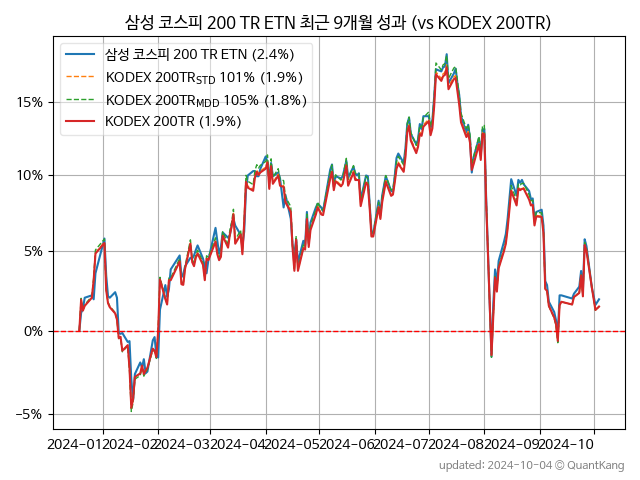 삼성 코스피 200 TR ETN 최근 9개월 성과 (vs KODEX 200TR)
삼성 코스피 200 TR ETN (2.4%)
KODEX 200TR_STD 101% (1.9%)
KODEX 200TR_MDD 105% (1.8%)
KODEX 200TR (1.9%)
15%
10%
5%
0%
−5%
2024-01 2024-02 2024-03 2024-04 2024-05 2024-06 2024-07 2024-08 2024-09 2024-10
updated: 2024-10-04 © QuantKang